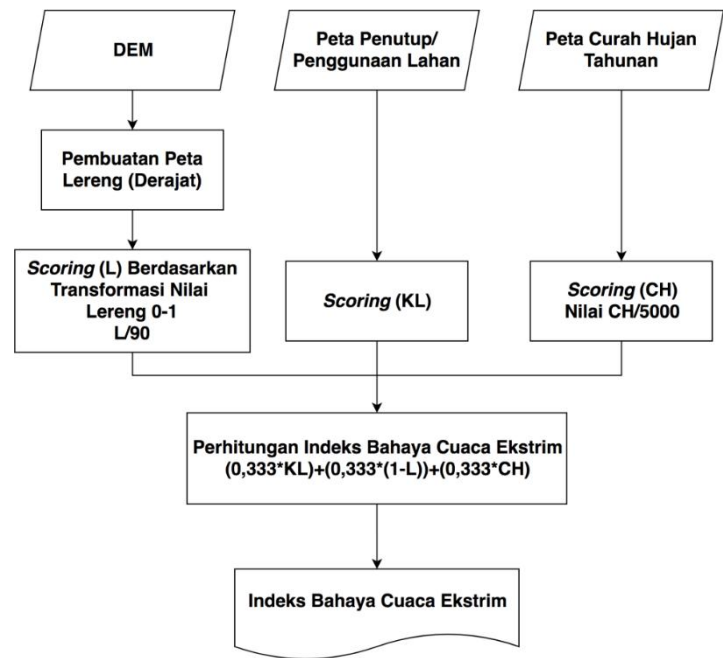 DEM
Peta Penutup/
Penggunaan Lahan
Peta Curah Hujan
Tahunan
Pembuatan Peta
Lereng (Derajat)
Scoring (L) Berdasarkan
Transformasi Nilai
Lereng 0-1
L/90
Scoring (KL)
Scoring (CH)
Nilai CH/5000
Perhitungan Indeks Bahaya Cuaca Ekstrim
(0,333*KL)+(0,333*(1-L))+(0,333*CH)
Indeks Bahaya Cuaca Ekstrim